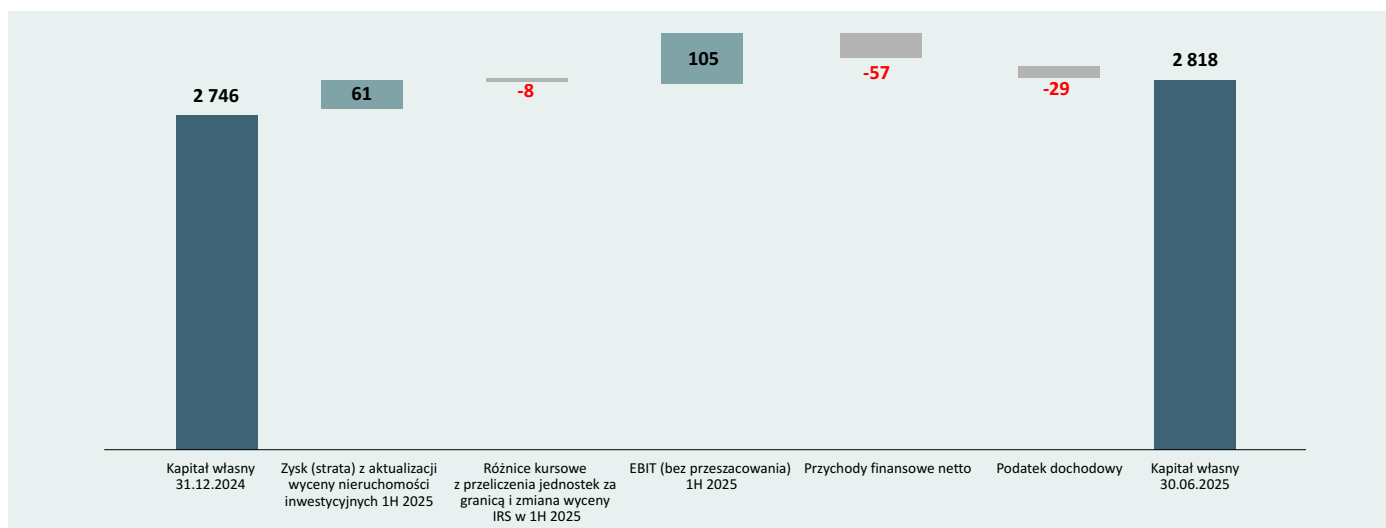 2 746
61
-8
105
-57
-29
2 818
Kapitał własny
31.12.2024
Zysk (strata) z aktualizacji
wyceny nieruchomości
inwestycyjnych 1H 2025
Różnice kursowe
z przeliczenia jednostek za
granicą i zmiana wyceny
IRS w 1H 2025
EBIT (bez przeszacowania)
1H 2025
Przychody finansowe netto
Podatek dochodowy
Kapitał własny
30.06.2025